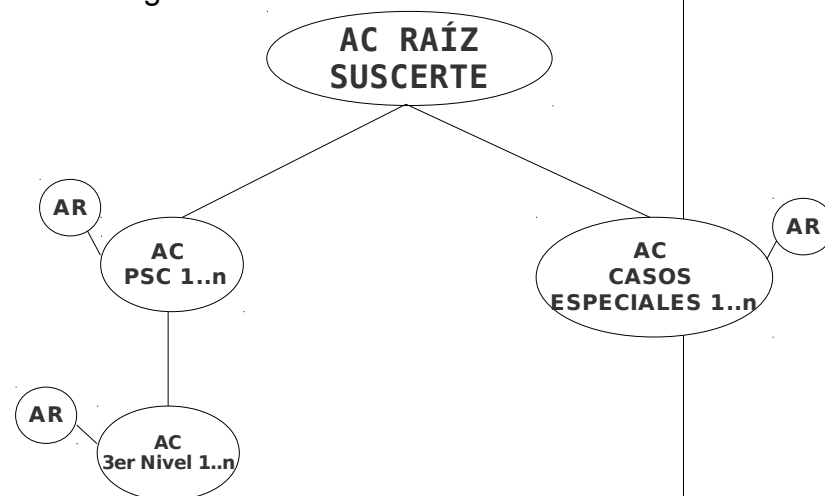 AC RAÍZ
SUSCERTE
AR
AC
PSC 1..n
AR
AC
CASOS
ESPECIALES 1..n
AR
AC
3er Nivel 1..n